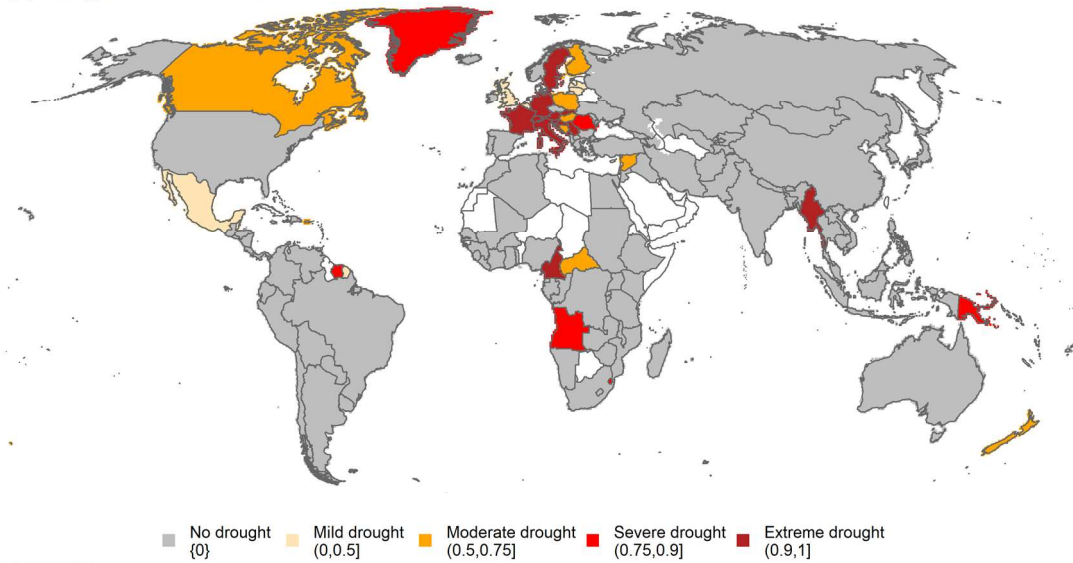 No drought Mild drought Moderate drought Severe drought Extreme drought
{0} (0,0.5] (0.5,0.75] (0.75,0.9] (0.9,1]